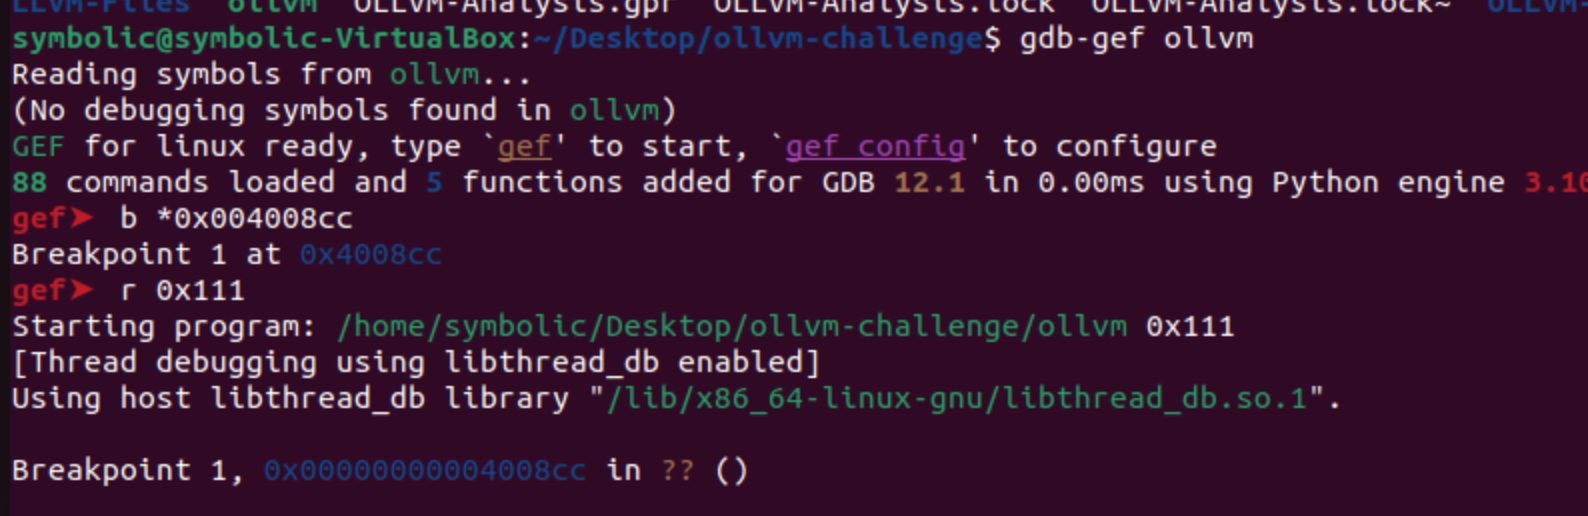 LLVM-Files ollvm OLLVM-Analysis.gpr OLLVM-Analysis.lock OLLVM-Analysis.lock~ OLLVM-
symbolic@symbolic-VirtualBox:~/Desktop/ollvm-challenge$ gdb-gef ollvm
Reading symbols from ollvm...
(No debugging symbols found in ollvm)
GEF for linux ready, type `gef' to start, `gef config' to configure
88 commands loaded and 5 functions added for GDB 12.1 in 0.00ms using Python engine 3.10
gef➤ b *0x004008cc
Breakpoint 1 at 0x4008cc
gef➤ r 0x111
Starting program: /home/symbolic/Desktop/ollvm-challenge/ollvm 0x111
[Thread debugging using libthread_db enabled]
Using host libthread_db library "/lib/x86_64-linux-gnu/libthread_db.so.1".
Breakpoint 1, 0x00000000004008cc in ?? ()